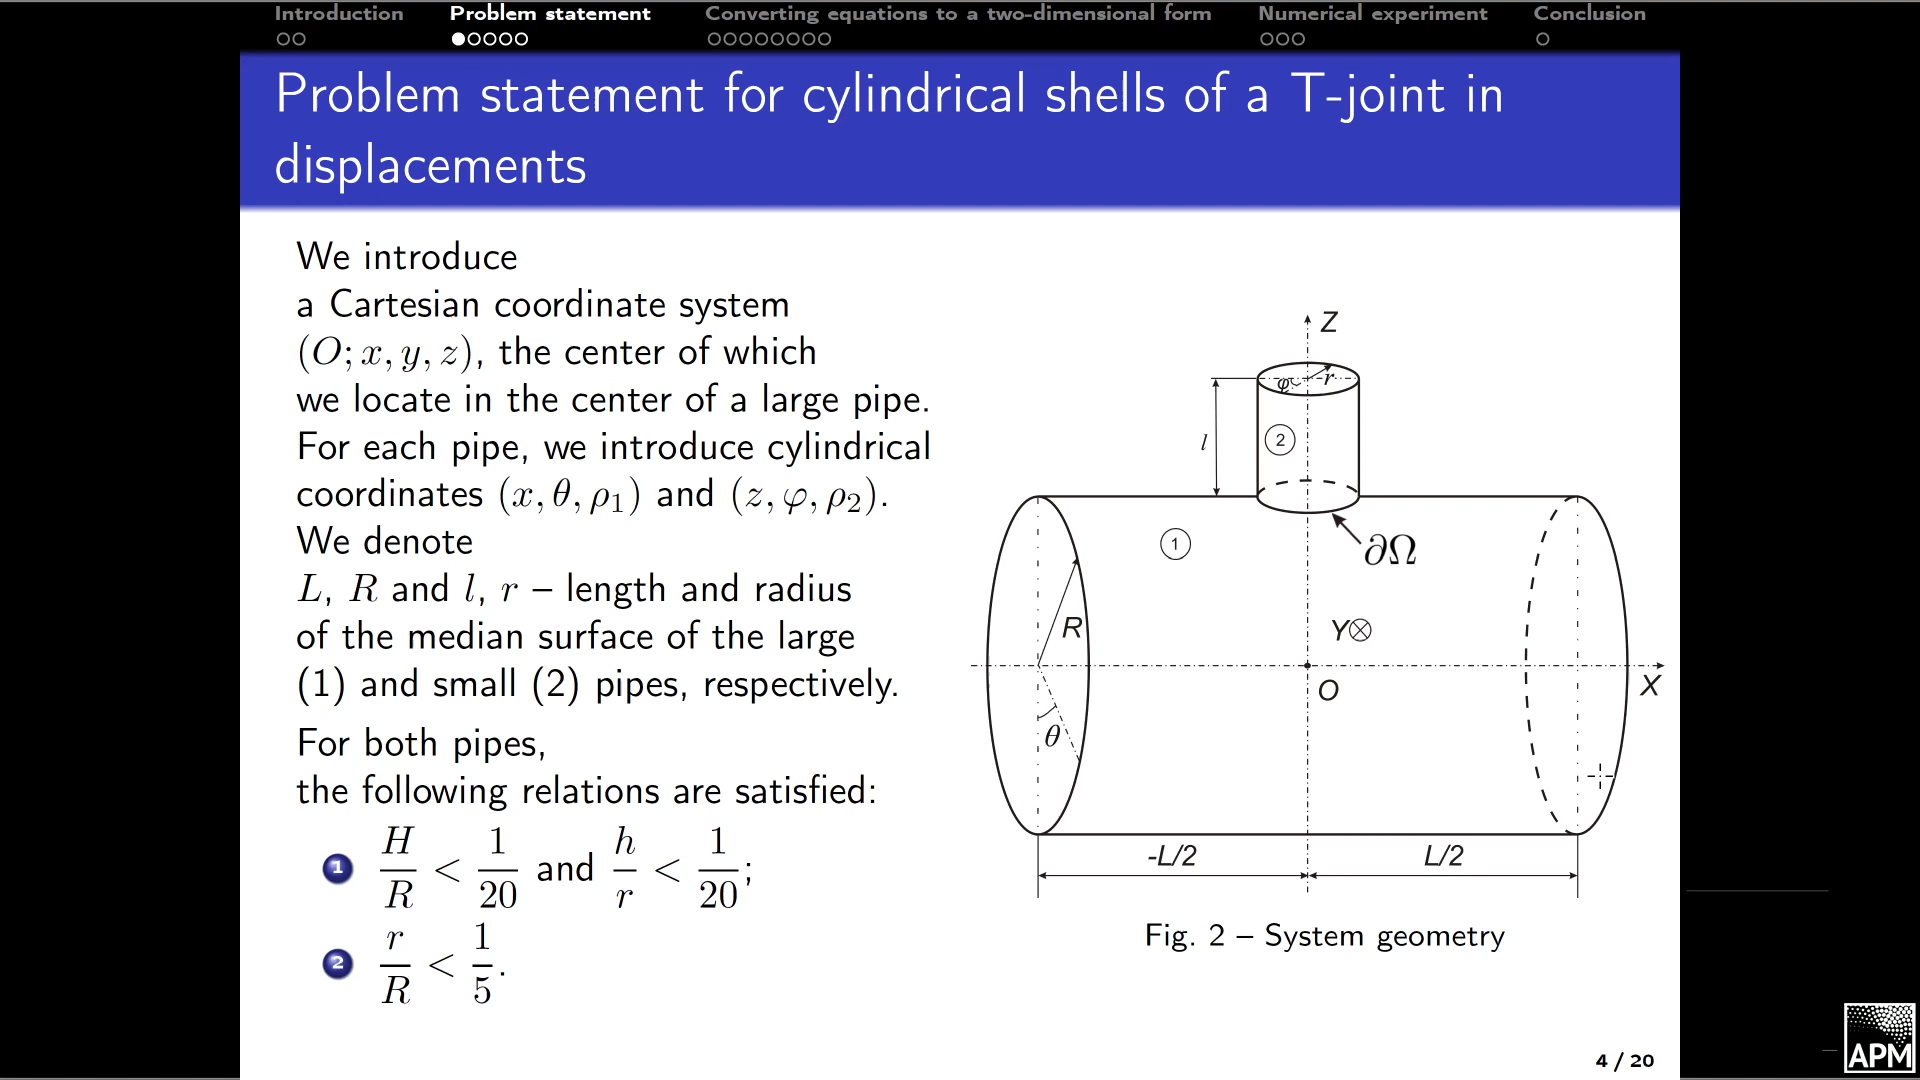 Introduction
Problem statement
Converting equations to a two-dimensional form
Numerical experiment
Conclusion
Problem statement for cylindrical shells of a T-joint in
displacements
We introduce
a Cartesian coordinate system
(O; x, y, z), the center of which
we locate in the center of a large pipe.
For each pipe, we introduce cylindrical
coordinates (x, θ, ρ₁) and (z, φ, ρ₂).
We denote
L, R and l, r – length and radius
of the median surface of the large
(1) and small (2) pipes, respectively.
For both pipes,
the following relations are satisfied:
1 H/R < 1/20 and h/r < 1/20;
2 r/R < 1/5.
Z
φ r
l
2
1
∂Ω
R
Y⊗
O
X
θ
-L/2
L/2
Fig. 2 – System geometry
4 / 20
APM